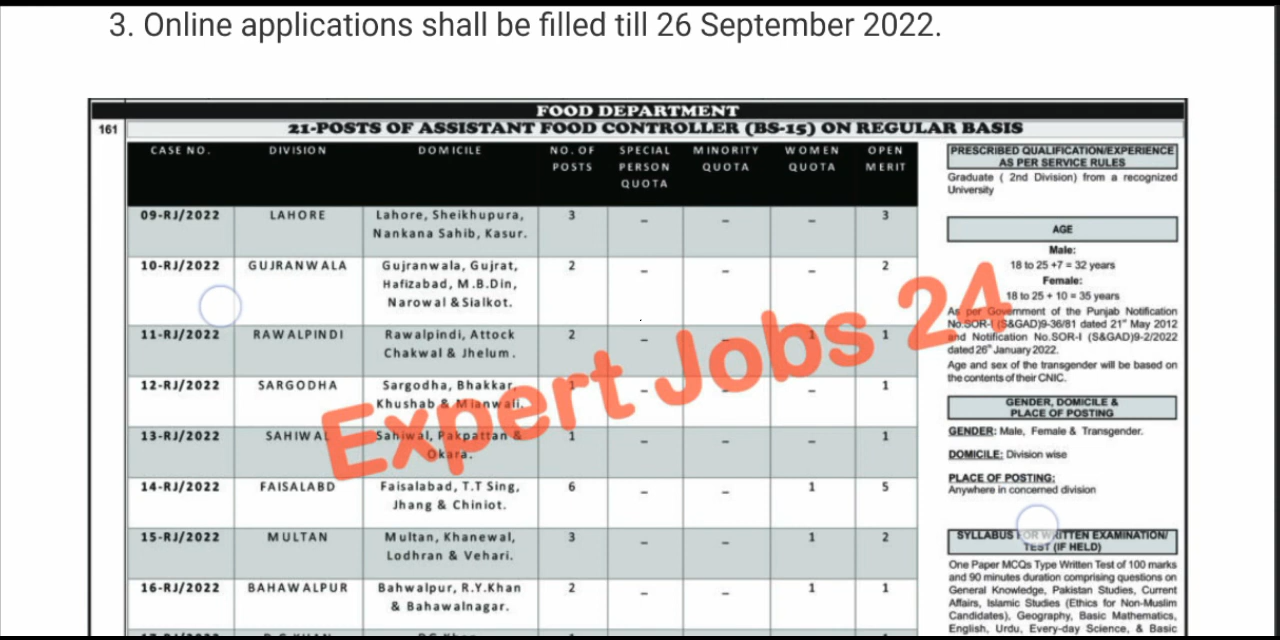 3. Online applications shall be filled till 26 September 2022.
FOOD DEPARTMENT
161
21-POSTS OF ASSISTANT FOOD CONTROLLER (BS-15) ON REGULAR BASIS
CASE NO. DIVISION DOMICILE NO. OF POSTS SPECIAL PERSON QUOTA MINORITY QUOTA WOMEN QUOTA OPEN MERIT
09-RJ/2022 LAHORE Lahore, Sheikhupura, 3 – – – 3
Nankana Sahib, Kasur.
10-RJ/2022 GUJRANWALA Gujranwala, Gujrat, 2 – – – 2
Hafizabad, M.B.Din,
Narowal &Sialkot.
11-RJ/2022 RAWALPINDI Rawalpindi, Attock 2 – – 1 1
Chakwal & Jhelum.
12-RJ/2022 SARGODHA Sargodha, Bhakkar, 1 – – – 1
Khushab & Mianwali.
13-RJ/2022 SAHIWAL Sahiwal, Pakpattan & 1 – – – 1
Okara.
14-RJ/2022 FAISALABD Faisalabad, T.T Sing, 6 – – 1 5
Jhang & Chiniot.
15-RJ/2022 MULTAN Multan, Khanewal, 3 – – 1 2
Lodhran & Vehari.
16-RJ/2022 BAHAWALPUR Bahwalpur, R.Y.Khan 2 – – 1 1
& Bahawalnagar.
PRESCRIBED QUALIFICATION/EXPERIENCE
AS PER SERVICE RULES
Graduate ( 2nd Division) from a recognized
University
AGE
Male:
18 to 25 +7 = 32 years
Female:
18 to 25 + 10 = 35 years
As per Government of the Punjab Notification
No.SOR-I (S&GAD)9-36/81 dated 21st May 2012
and Notification No.SOR-I (S&GAD)9-2/2022
dated 26th January 2022.
Age and sex of the transgender will be based on
the contents of their CNIC.
GENDER, DOMICILE &
PLACE OF POSTING
GENDER: Male, Female & Transgender.
DOMICILE: Division wise
PLACE OF POSTING:
Anywhere in concerned division
SYLLABUS FOR WRITTEN EXAMINATION/
TEST (IF HELD)
One Paper MCQs Type Written Test of 100 marks
and 90 minutes duration comprising questions on
General Knowledge, Pakistan Studies, Current
Affairs, Islamic Studies (Ethics for Non-Muslim
Candidates), Geography, Basic Mathematics,
English, Urdu, Every-day Science, & Basic
Expert Jobs 24